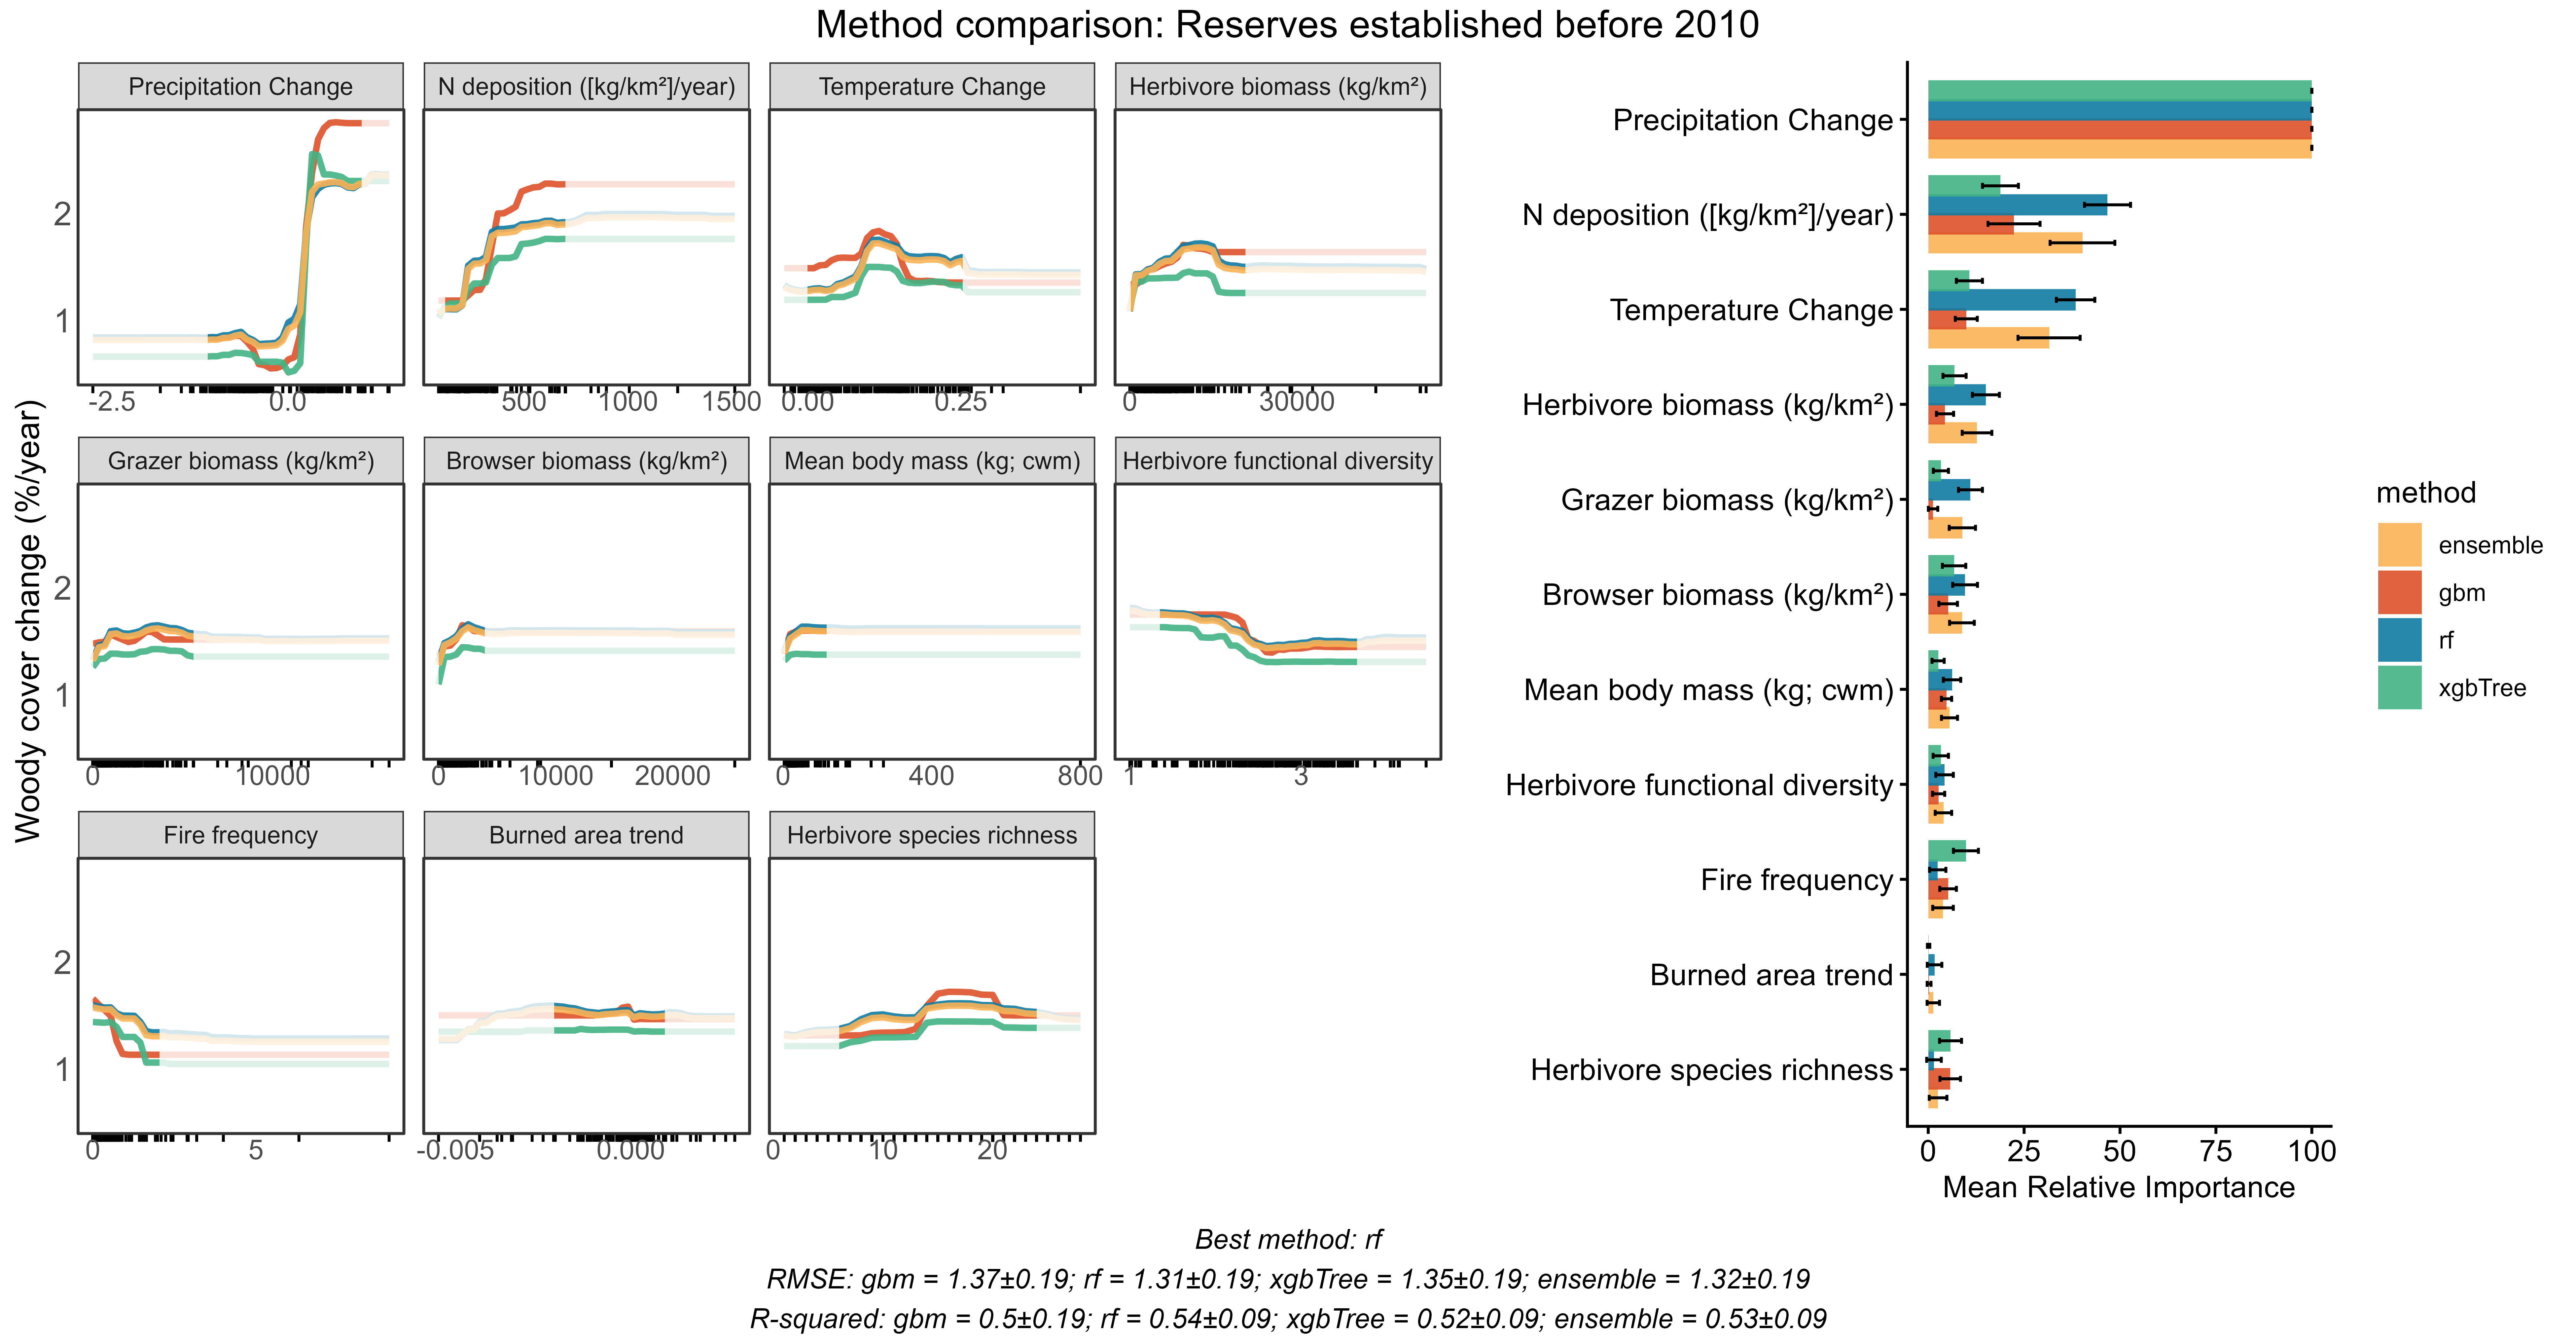 Method comparison: Reserves established before 2010
Woody cover change (%/year)
Precipitation Change
N deposition ([kg/km²]/year)
Temperature Change
Herbivore biomass (kg/km²)
2
1
-2.5 0.0
500 1000 1500
0.00 0.25
0 30000
Grazer biomass (kg/km²)
Browser biomass (kg/km²)
Mean body mass (kg; cwm)
Herbivore functional diversity
2
1
0 10000
0 10000 20000
0 400 800
1 3
Fire frequency
Burned area trend
Herbivore species richness
2
1
0 5
-0.005 0.000
0 10 20
Precipitation Change
N deposition ([kg/km²]/year)
Temperature Change
Herbivore biomass (kg/km²)
Grazer biomass (kg/km²)
Browser biomass (kg/km²)
Mean body mass (kg; cwm)
Herbivore functional diversity
Fire frequency
Burned area trend
Herbivore species richness
0 25 50 75 100
Mean Relative Importance
method
ensemble
gbm
rf
xgbTree
Best method: rf
RMSE: gbm = 1.37±0.19; rf = 1.31±0.19; xgbTree = 1.35±0.19; ensemble = 1.32±0.19
R-squared: gbm = 0.5±0.19; rf = 0.54±0.09; xgbTree = 0.52±0.09; ensemble = 0.53±0.09